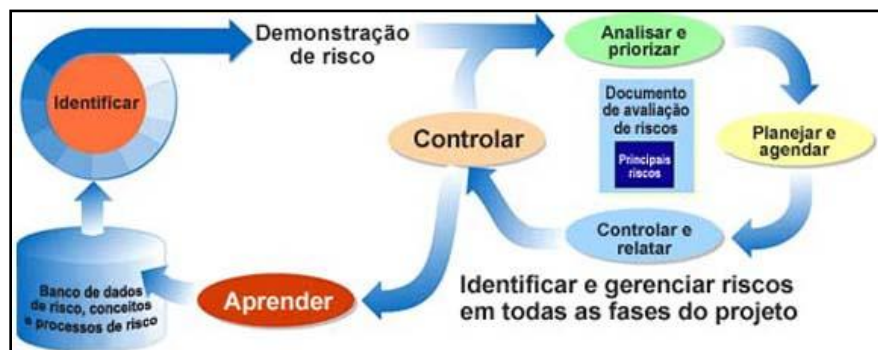 Identificar
Demonstração
de risco
Analisar e
priorizar
Documento
de avaliação
de riscos
Principais
riscos
Planejar e
agendar
Controlar
Controlar e
relatar
Aprender
Banco de dados
de risco, conceitos
e processos de risco
Identificar e gerenciar riscos
em todas as fases do projeto